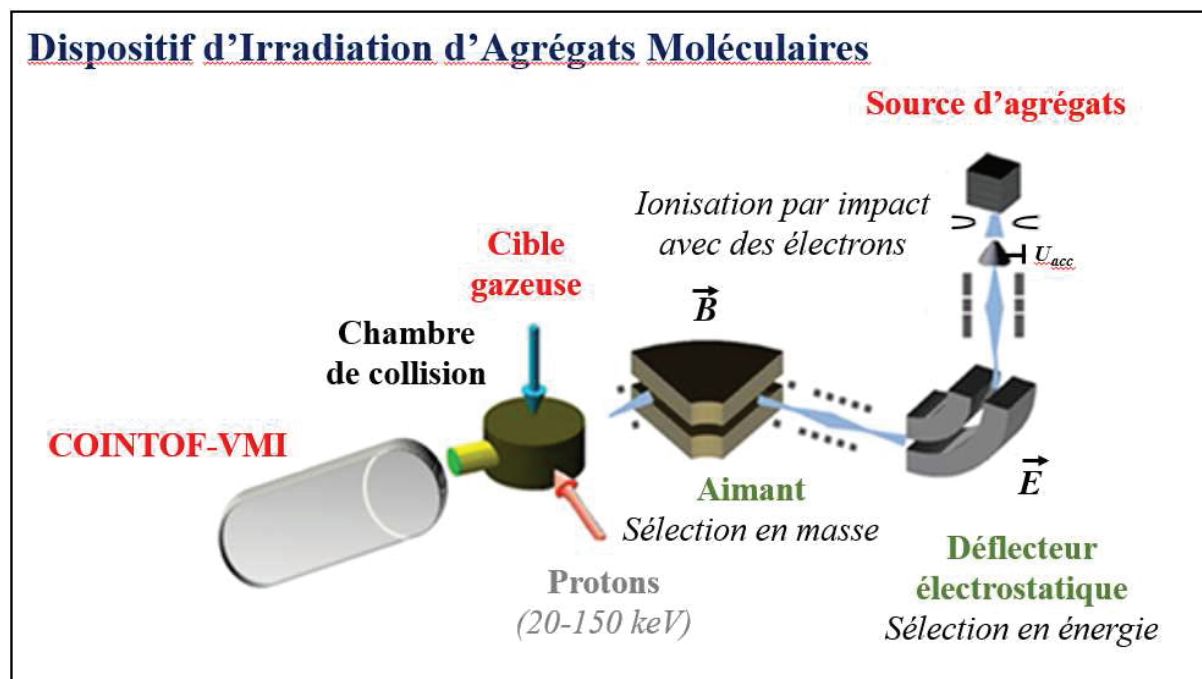 Dispositif d’Irradiation d’Agrégats Moléculaires
Source d’agrégats
Ionisation par impact
avec des électrons
U_acc
Cible
gazeuse
B
Chambre
de collision
COINTOF-VMI
Aimant
Sélection en masse
E
Protons
(20-150 keV)
Déflecteur
électrostatique
Sélection en énergie